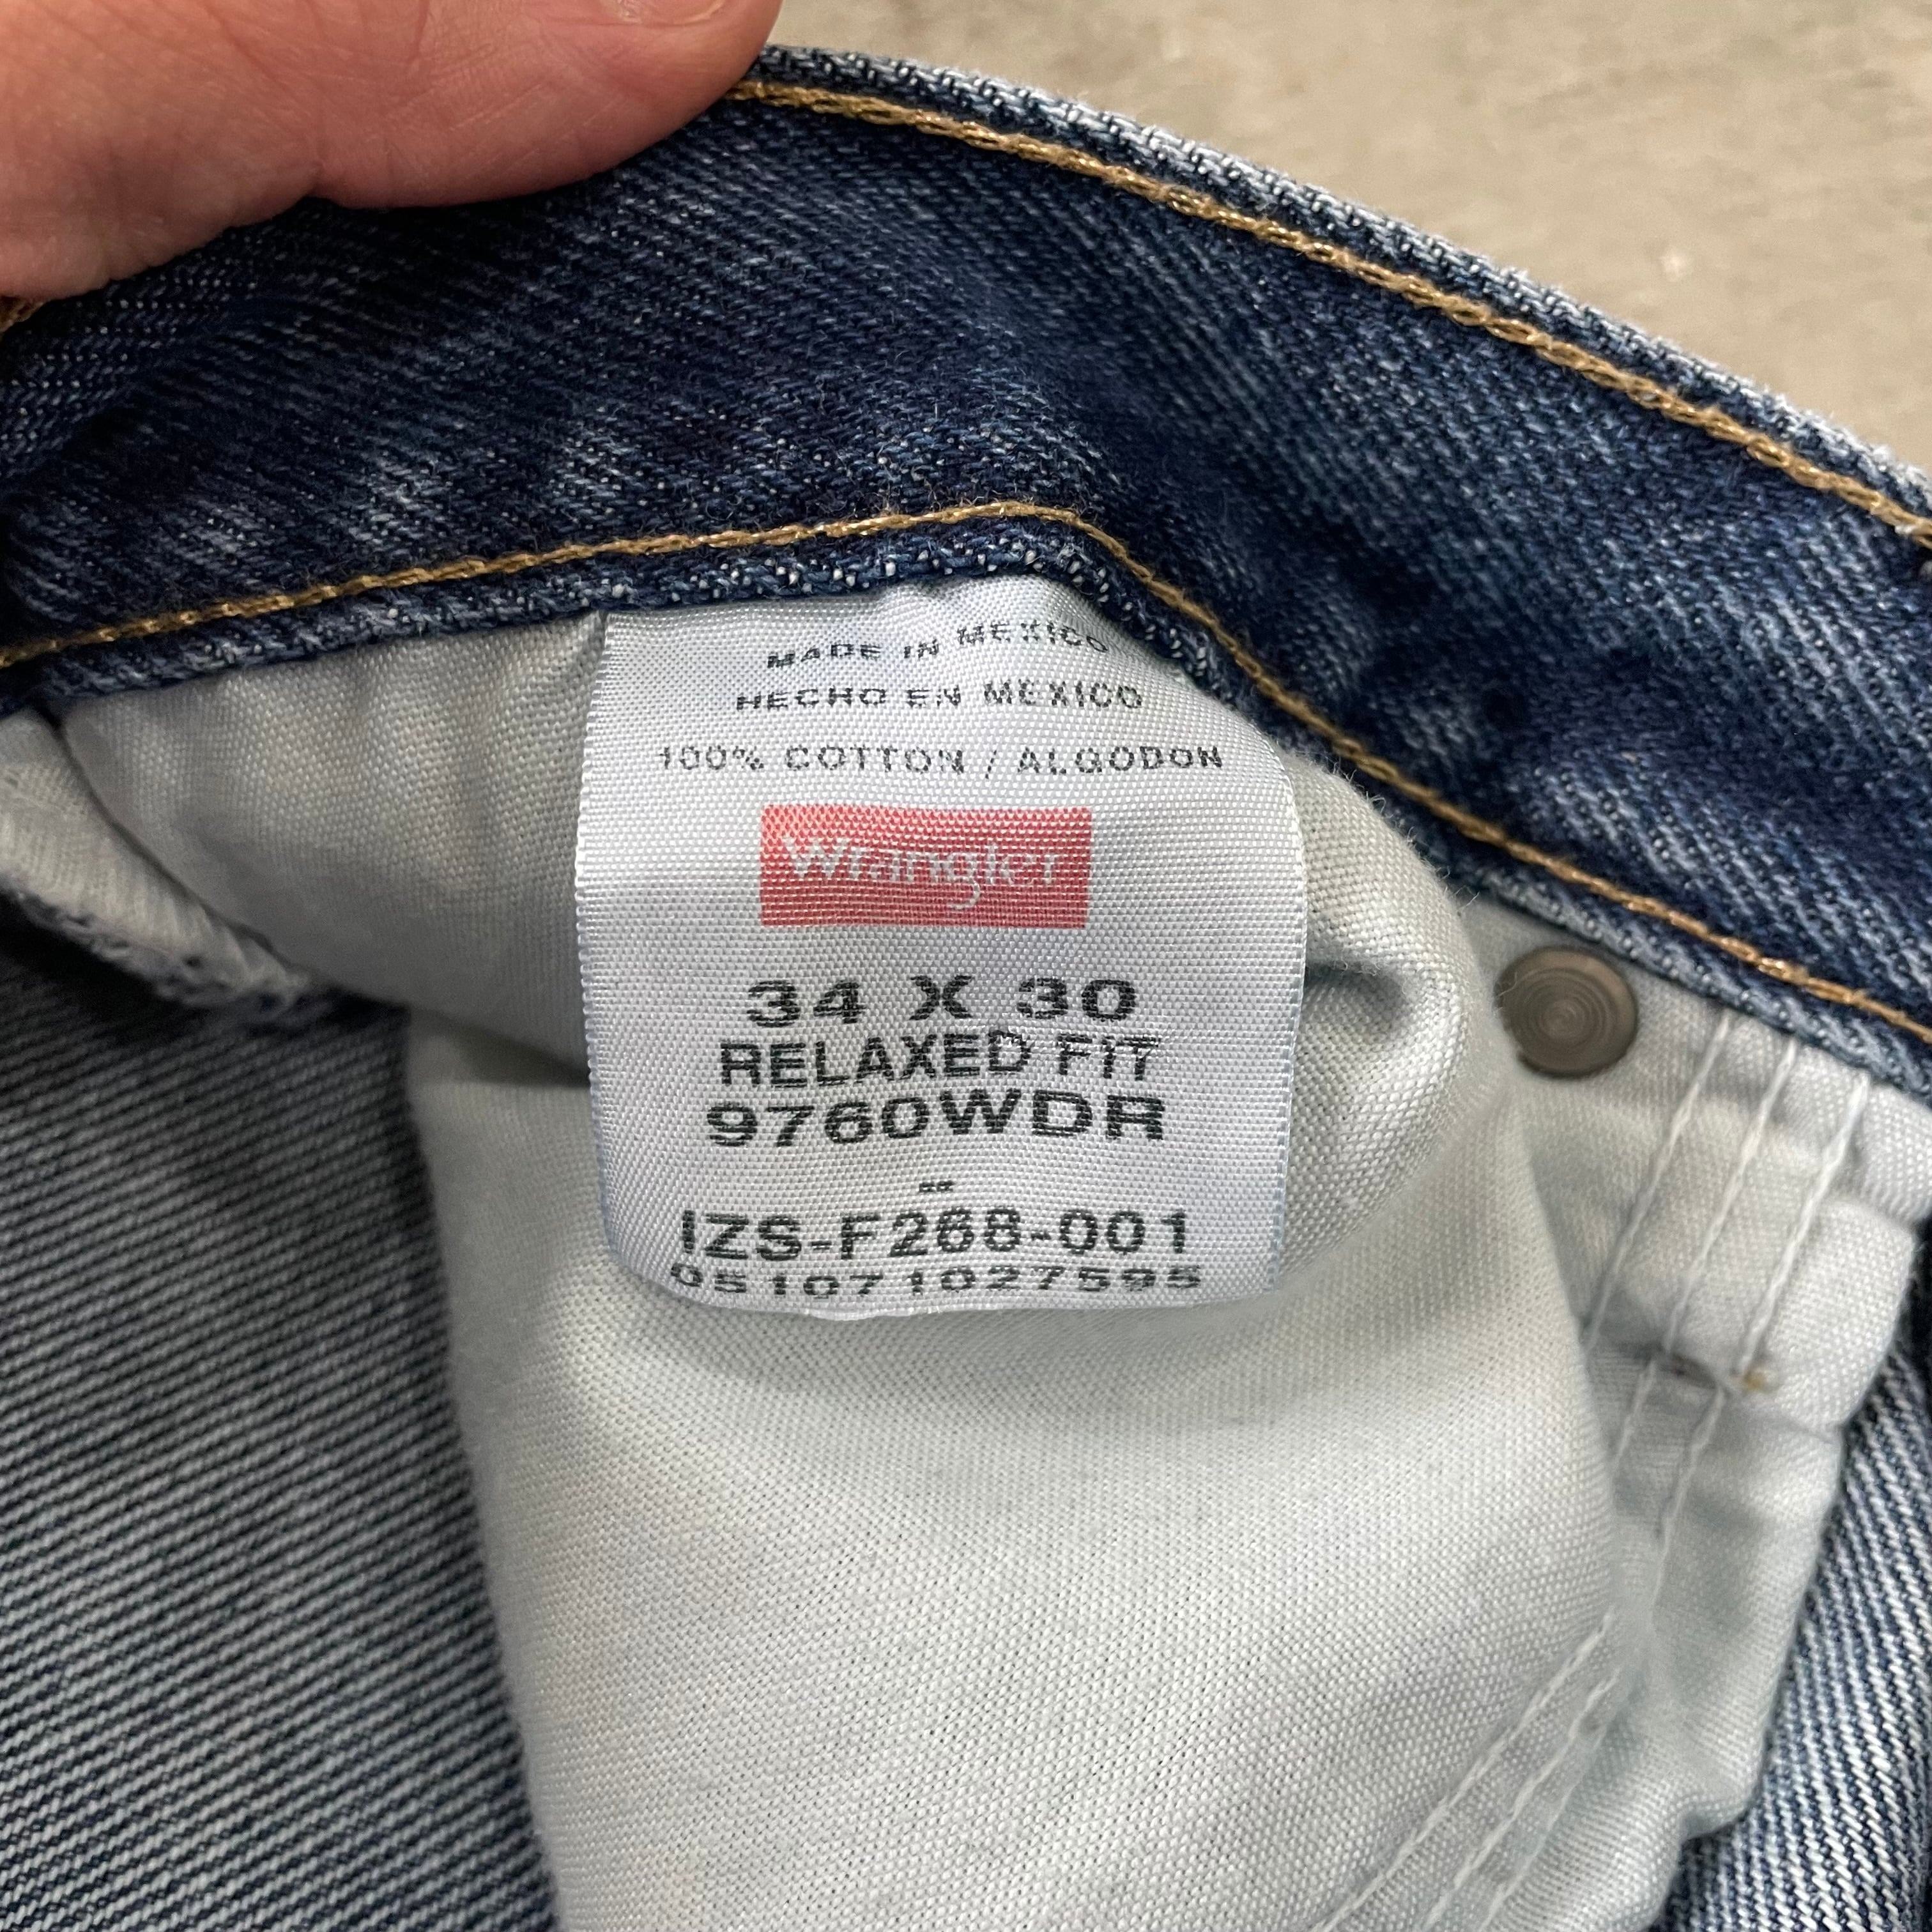 MADE IN MEXICO
HECHO EN MEXICO
100% COTTON / ALGODON
Wrangler
34 X 30
RELAXED FIT
9760WDR
--
IZS-F268-001
051071027595